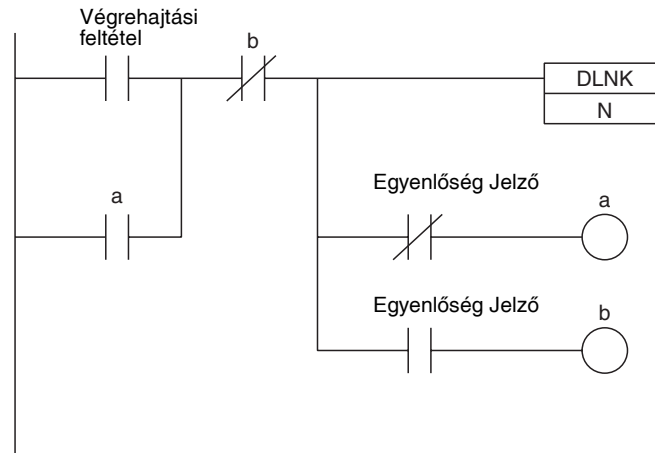 Végrehajtási
feltétel
b
DLNK
N
a
Egyenlőség Jelző
a
Egyenlőség Jelző
b